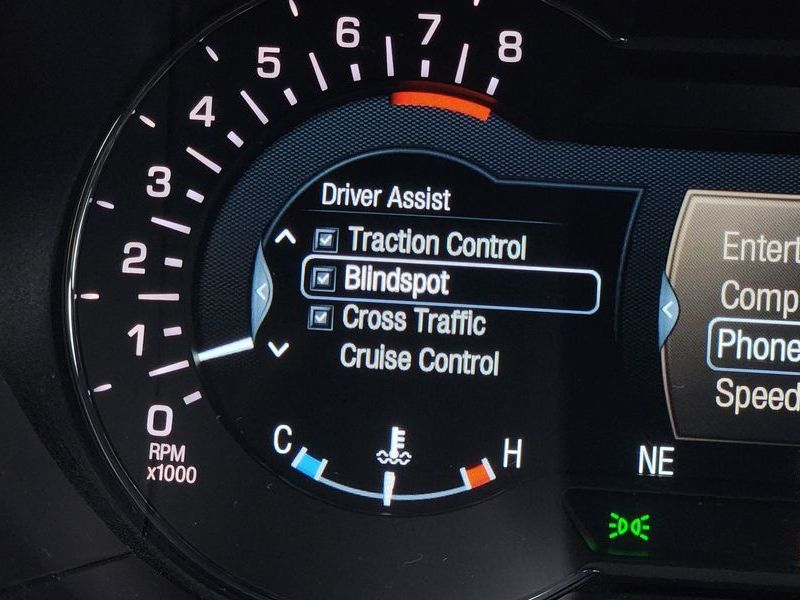 8
7
6
5
4
3
2
1
0
RPM
x1000
Driver Assist
Traction Control
Blindspot
Cross Traffic
Cruise Control
C
H
Phone
Speed
NE